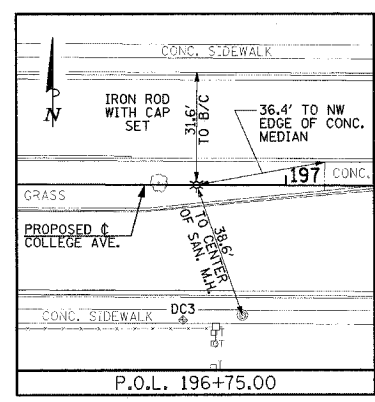 CONC. SIDEWALK
N
IRON ROD
WITH CAP
SET
31.6'
TO B/C
36.4' TO NW
EDGE OF CONC.
MEDIAN
197
CONC.
GRASS
PROPOSED ℄
COLLEGE AVE.
38.6'
TO CENTER
OF SAN. M.H.
DC3
CONC. SIDEWALK
T
T
T
P.O.L. 196+75.00